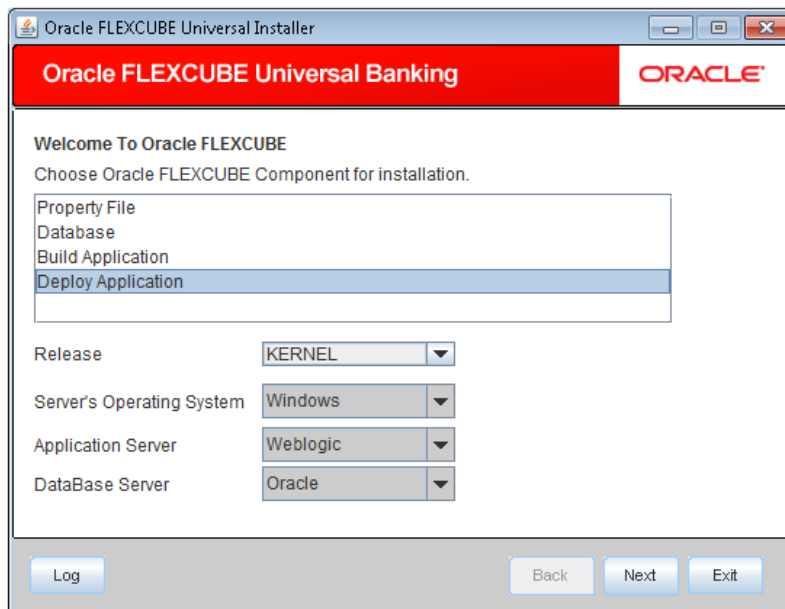 Oracle FLEXCUBE Universal Installer
Oracle FLEXCUBE Universal Banking
ORACLE®
Welcome To Oracle FLEXCUBE
Choose Oracle FLEXCUBE Component for installation.
Property File
Database
Build Application
Deploy Application
Release KERNEL
Server's Operating System Windows
Application Server Weblogic
DataBase Server Oracle
Log Back Next Exit